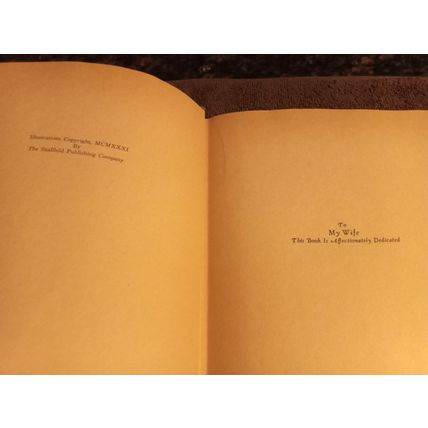 Illustrations Copyright, MCMXXXI
By
The Saalfield Publishing Company
To
My Wife
This Book Is Affectionately Dedicated